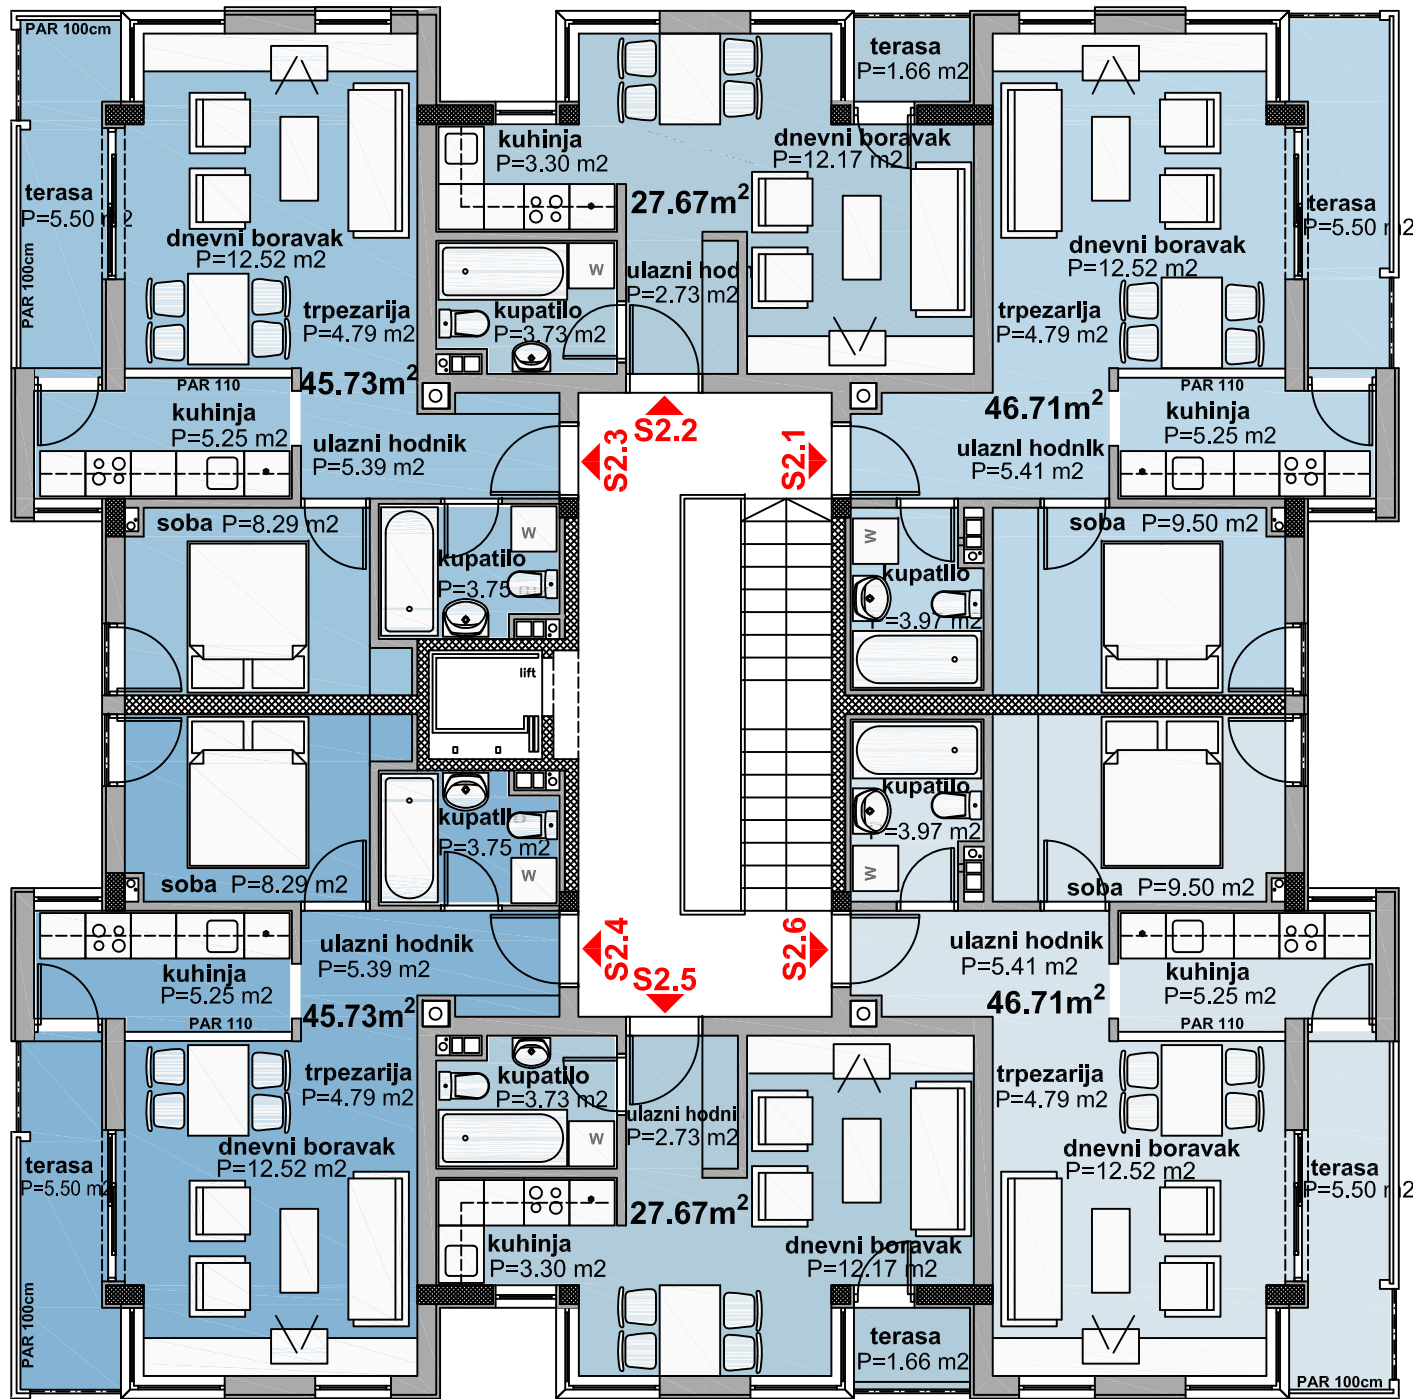 PAR 100cm
terasa
P=5.50 m2
PAR 100cm
dnevni boravak
P=12.52 m2
trpezarija
P=4.79 m2
45.73m²
PAR 110
kuhinja
P=5.25 m2
ulazni hodnik
P=5.39 m2
soba P=8.29 m2
kupatilo
P=3.75
W
kuhinja
P=3.30 m2
27.67m²
dnevni boravak
P=12.17 m2
terasa
P=1.66 m2
ulazni hodn
P=2.73 m2
kupatilo
P=3.73 m2
W
dnevni boravak
P=12.52 m2
terasa
P=5.50 m2
trpezarija
P=4.79 m2
46.71m²
PAR 110
kuhinja
P=5.25 m2
ulazni hodnik
P=5.41 m2
soba P=9.50 m2
kupatilo
P=3.97 m2
W
S2.3
S2.2
S2.1
lift
S2.4
S2.5
S2.6
kupatilo
P=3.75 m2
W
soba P=8.29 m2
ulazni hodnik
P=5.39 m2
kuhinja
P=5.25 m2
PAR 110
45.73m²
trpezarija
P=4.79 m2
dnevni boravak
P=12.52 m2
terasa
P=5.50 m2
PAR 100cm
kupatilo
P=3.73 m2
W
ulazni hodni
P=2.73 m2
27.67m²
kuhinja
P=3.30 m2
dnevni boravak
P=12.17 m2
terasa
P=1.66 m2
kupatilo
P=3.97 m2
W
soba P=9.50 m2
ulazni hodnik
P=5.41 m2
46.71m²
kuhinja
P=5.25 m2
PAR 110
trpezarija
P=4.79 m2
dnevni boravak
P=12.52 m2
terasa
P=5.50 m2
PAR 100cm